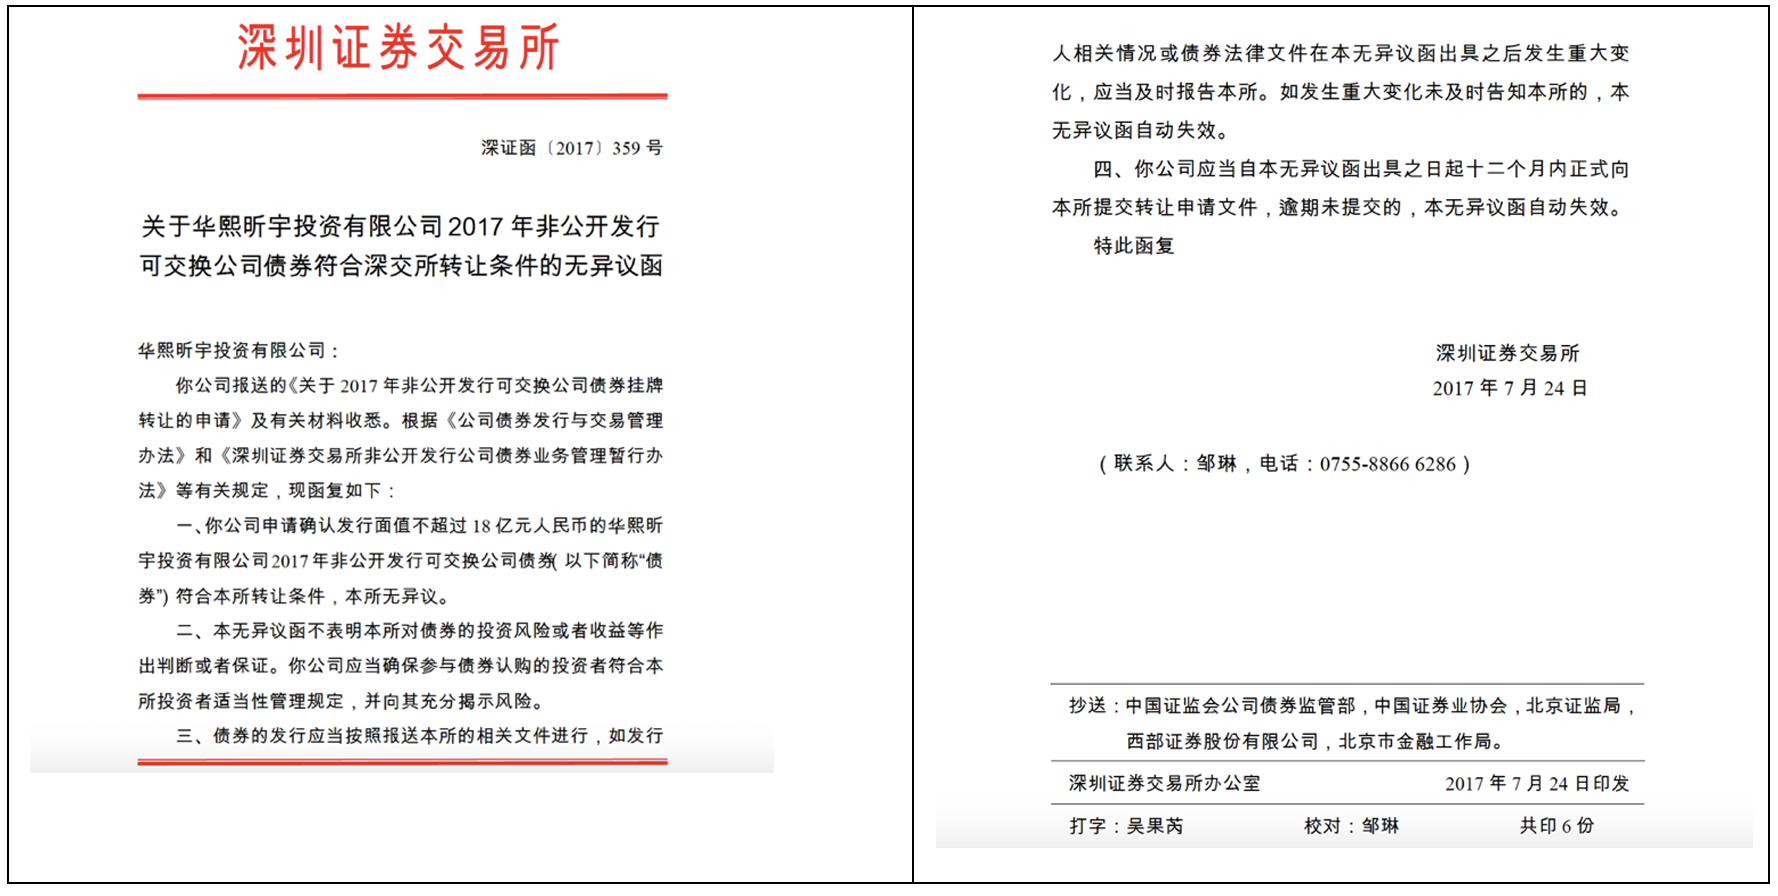 深圳证券交易所
深证函〔2017〕359 号
关于华熙昕宇投资有限公司 2017 年非公开发行
可交换公司债券符合深交所转让条件的无异议函
华熙昕宇投资有限公司：
你公司报送的《关于 2017 年非公开发行可交换公司债券挂牌
转让的申请》及有关材料收悉。根据《公司债券发行与交易管理
办法》和《深圳证券交易所非公开发行公司债券业务管理暂行办
法》等有关规定，现函复如下：
一、你公司申请确认发行面值不超过 18 亿元人民币的华熙昕
宇投资有限公司 2017 年非公开发行可交换公司债券（以下简称“债
券”）符合本所转让条件，本所无异议。
二、本无异议函不表明本所对债券的投资风险或者收益等作
出判断或者保证。你公司应当确保参与债券认购的投资者符合本
所投资者适当性管理规定，并向其充分揭示风险。
三、债券的发行应当按照报送本所的相关文件进行，如发行
人相关情况或债券法律文件在本无异议函出具之后发生重大变
化，应当及时报告本所。如发生重大变化未及时告知本所的，本
无异议函自动失效。
四、你公司应当自本无异议函出具之日起十二个月内正式向
本所提交转让申请文件，逾期未提交的，本无异议函自动失效。
特此函复
深圳证券交易所
2017 年 7 月 24 日
（联系人：邹琳，电话：0755-8866 6286）
抄送：中国证监会公司债券监管部，中国证券业协会，北京证监局，
西部证券股份有限公司，北京市金融工作局。
深圳证券交易所办公室 2017 年 7 月 24 日印发
打字：吴果芮 校对：邹琳 共印 6 份